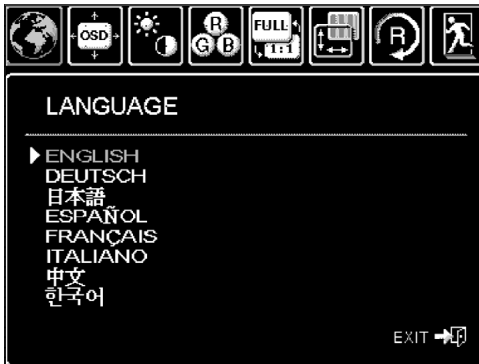 OSD
R
G B
FULL
1:1
R
LANGUAGE
ENGLISH
DEUTSCH
日本語
ESPAÑOL
FRANÇAIS
ITALIANO
中文
한국어
EXIT